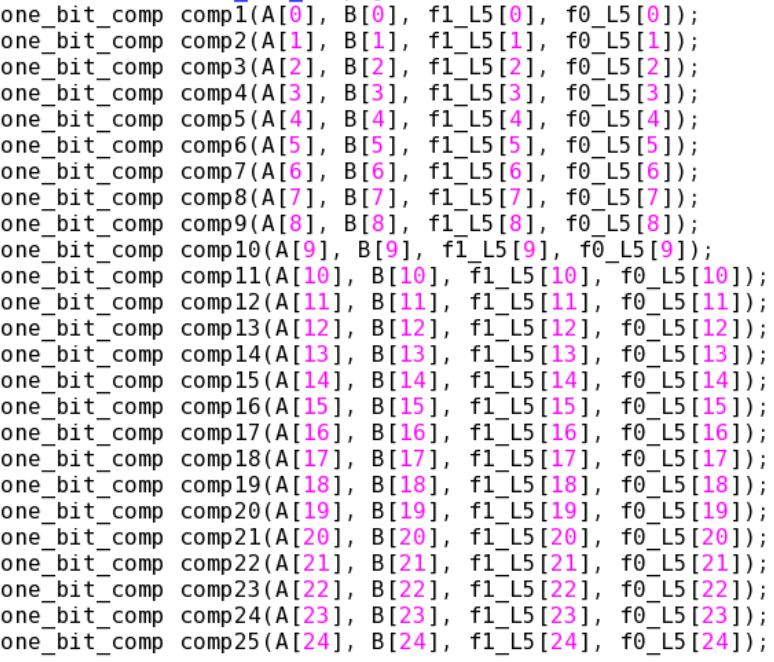 one_bit_comp comp1(A[0], B[0], f1_L5[0], f0_L5[0]);
one_bit_comp comp2(A[1], B[1], f1_L5[1], f0_L5[1]);
one_bit_comp comp3(A[2], B[2], f1_L5[2], f0_L5[2]);
one_bit_comp comp4(A[3], B[3], f1_L5[3], f0_L5[3]);
one_bit_comp comp5(A[4], B[4], f1_L5[4], f0_L5[4]);
one_bit_comp comp6(A[5], B[5], f1_L5[5], f0_L5[5]);
one_bit_comp comp7(A[6], B[6], f1_L5[6], f0_L5[6]);
one_bit_comp comp8(A[7], B[7], f1_L5[7], f0_L5[7]);
one_bit_comp comp9(A[8], B[8], f1_L5[8], f0_L5[8]);
one_bit_comp comp10(A[9], B[9], f1_L5[9], f0_L5[9]);
one_bit_comp comp11(A[10], B[10], f1_L5[10], f0_L5[10]);
one_bit_comp comp12(A[11], B[11], f1_L5[11], f0_L5[11]);
one_bit_comp comp13(A[12], B[12], f1_L5[12], f0_L5[12]);
one_bit_comp comp14(A[13], B[13], f1_L5[13], f0_L5[13]);
one_bit_comp comp15(A[14], B[14], f1_L5[14], f0_L5[14]);
one_bit_comp comp16(A[15], B[15], f1_L5[15], f0_L5[15]);
one_bit_comp comp17(A[16], B[16], f1_L5[16], f0_L5[16]);
one_bit_comp comp18(A[17], B[17], f1_L5[17], f0_L5[17]);
one_bit_comp comp19(A[18], B[18], f1_L5[18], f0_L5[18]);
one_bit_comp comp20(A[19], B[19], f1_L5[19], f0_L5[19]);
one_bit_comp comp21(A[20], B[20], f1_L5[20], f0_L5[20]);
one_bit_comp comp22(A[21], B[21], f1_L5[21], f0_L5[21]);
one_bit_comp comp23(A[22], B[22], f1_L5[22], f0_L5[22]);
one_bit_comp comp24(A[23], B[23], f1_L5[23], f0_L5[23]);
one_bit_comp comp25(A[24], B[24], f1_L5[24], f0_L5[24]);